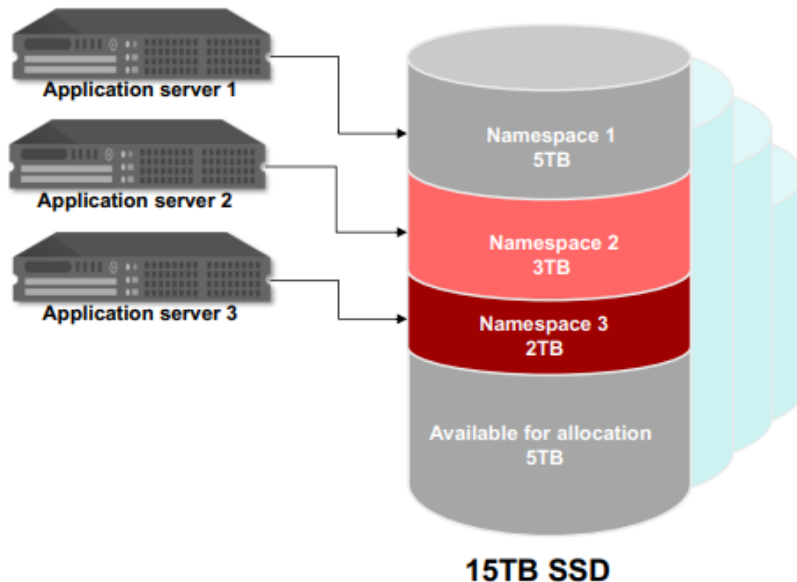 Application server 1
Namespace 1
5TB
Application server 2
Namespace 2
3TB
Application server 3
Namespace 3
2TB
Available for allocation
5TB
15TB SSD